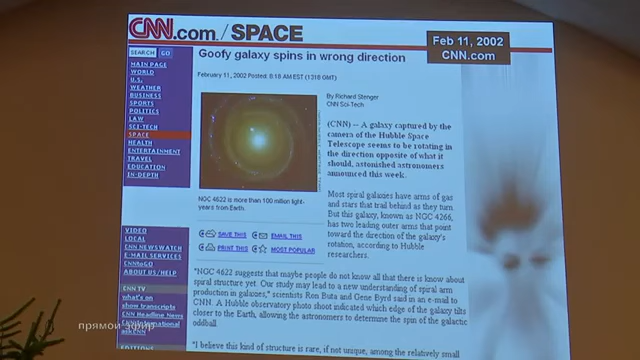 CNN.com./SPACE
Feb 11, 2002
CNN.com
SEARCH GO
MAIN PAGE
WORLD
U.S.
WEATHER
BUSINESS
SPORTS
POLITICS
LAW
SCI-TECH
SPACE
HEALTH
ENTERTAINMENT
TRAVEL
EDUCATION
IN-DEPTH
VIDEO
LOCAL
CNN NEWSWATCH
E-MAIL SERVICES
CNNtoGO
ABOUT US/HELP
CNN TV
what's on
show transcripts
CNN Headline News
CNN International
askCNN
EDITIONS
Goofy galaxy spins in wrong direction
February 11, 2002 Posted: 8:18 AM EST (1318 GMT)
NGC 4622 is more than 100 million light-
years from Earth.
SAVE THIS EMAIL THIS
PRINT THIS MOST POPULAR
By Richard Stenger
CNN Sci-Tech
(CNN) -- A galaxy captured by the
camera of the Hubble Space
Telescope seems to be rotating in
the direction opposite of what it
should, astonished astronomers
announced this week.
Most spiral galaxies have arms of gas
and stars that trail behind as they turn.
But this galaxy, known as NGC 4266,
has two leading outer arms that point
toward the direction of the galaxy's
rotation, according to Hubble
researchers.
"NGC 4622 suggests that maybe people do not know all that there is know about
spiral structure yet. Our study may lead to a new understanding of spiral arm
production in galaxies," scientists Ron Buta and Gene Byrd said in an e-mail to
CNN. A Hubble observatory photo shoot indicated which edge of the galaxy tilts
closer to the Earth, allowing the astronomers to determine the spin of the galactic
oddball.
"I believe this kind of structure is rare, if not unique, among the relatively small
прямой эфир